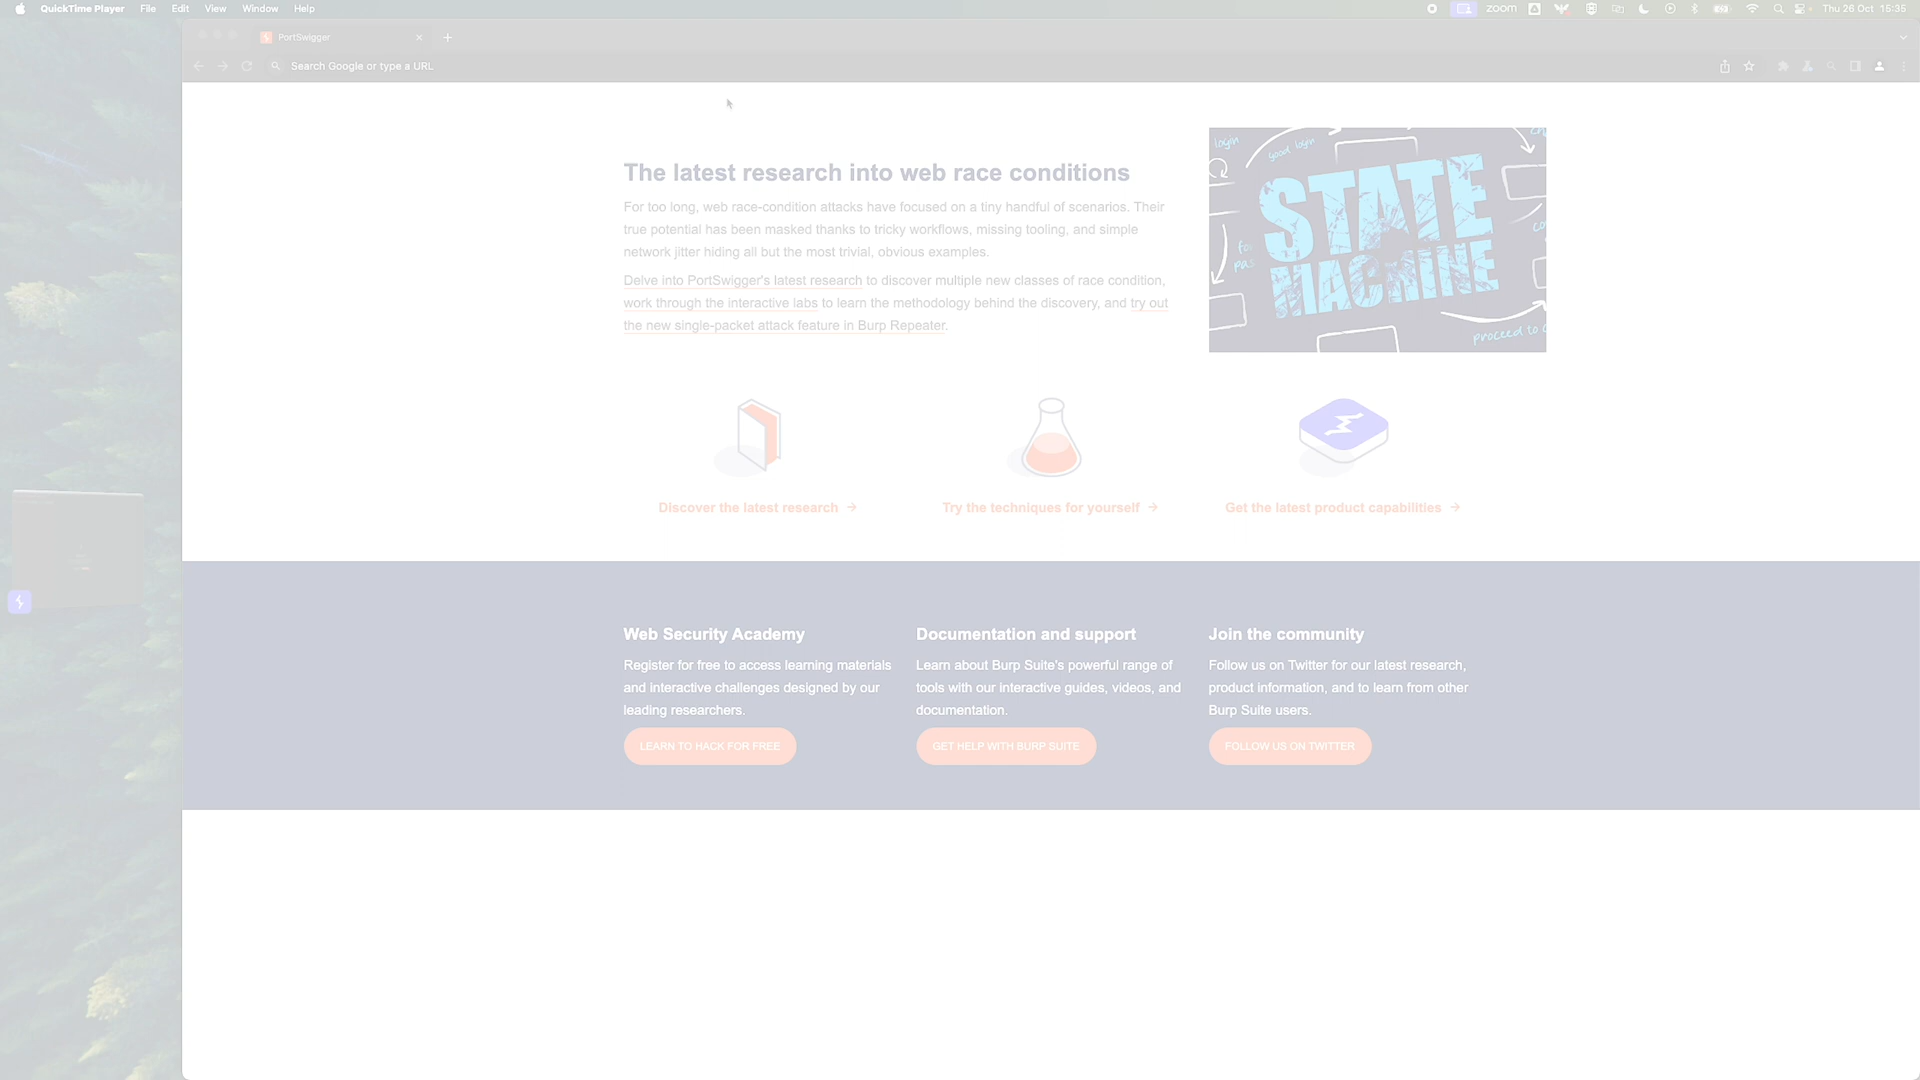 QuickTime Player File Edit View Window Help
zoom Thu 26 Oct 15:35
PortSwigger
Search Google or type a URL
The latest research into web race conditions
For too long, web race-condition attacks have focused on a tiny handful of scenarios. Their
true potential has been masked thanks to tricky workflows, missing tooling, and simple
network jitter hiding all but the most trivial, obvious examples.
Delve into PortSwigger's latest research to discover multiple new classes of race condition,
work through the interactive labs to learn the methodology behind the discovery, and try out
the new single-packet attack feature in Burp Repeater.
login
good login
STATE
MACHINE
proceed to
Discover the latest research →
Try the techniques for yourself →
Get the latest product capabilities →
Web Security Academy
Register for free to access learning materials
and interactive challenges designed by our
leading researchers.
LEARN TO HACK FOR FREE
Documentation and support
Learn about Burp Suite's powerful range of
tools with our interactive guides, videos, and
documentation.
GET HELP WITH BURP SUITE
Join the community
Follow us on Twitter for our latest research,
product information, and to learn from other
Burp Suite users.
FOLLOW US ON TWITTER